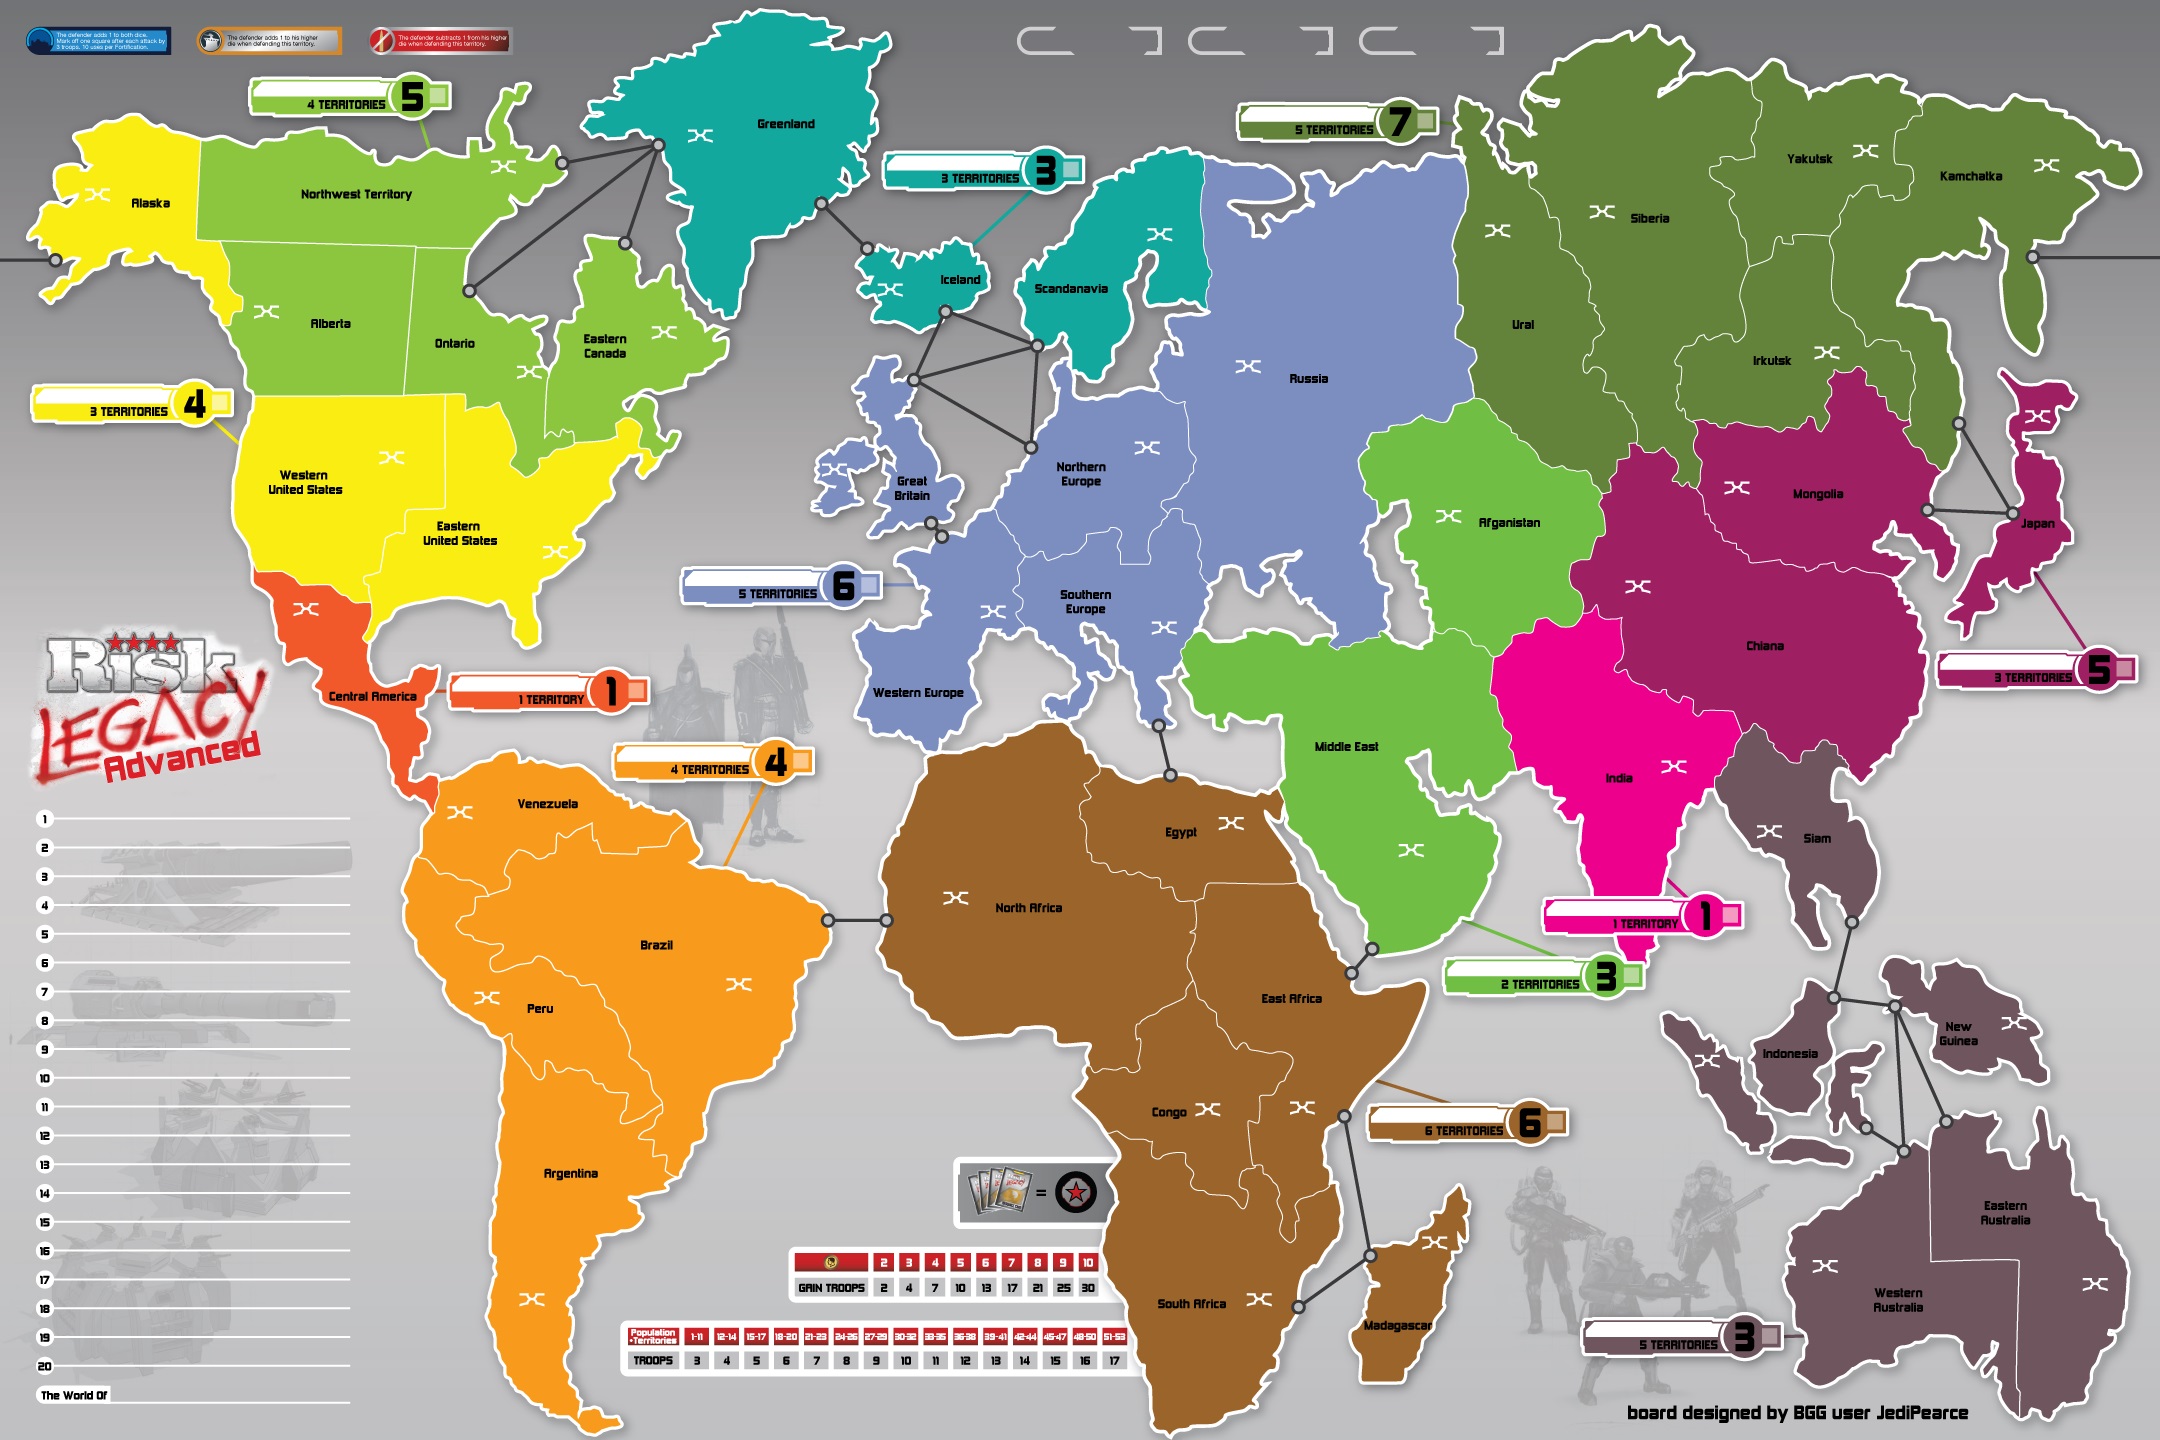 The defender adds 1 to both dice.
Mark off one square after each attack by
3 troops. 10 uses per Fortification.
The defender adds 1 to his higher
die when defending this territory.
The defender subtracts 1 from his higher
die when defending this territory.
5
4 TERRITORIES
3
3 TERRITORIES
7
5 TERRITORIES
4
3 TERRITORIES
6
5 TERRITORIES
1
1 TERRITORY
4
4 TERRITORIES
5
3 TERRITORIES
1
1 TERRITORY
3
2 TERRITORIES
6
6 TERRITORIES
3
5 TERRITORIES
Alaska
Northwest Territory
Alberta
Ontario
Eastern
Canada
Western
United States
Eastern
United States
Central America
Greenland
Iceland
Scandanavia
Great
Britain
Northern
Europe
Southern
Europe
Western Europe
Russia
Ural
Siberia
Yakutsk
Kamchatka
Irkutsk
Mongolia
Japan
Chiana
Afganistan
Middle East
India
Siam
Indonesia
New
Guinea
Western
Australia
Eastern
Australia
Venezuela
Brazil
Peru
Argentina
North Africa
Egypt
East Africa
Congo
South Africa
Madagascar
Risk
LEGACY
Advanced
1
2
3
4
5
6
7
8
9
10
11
12
13
14
15
16
17
18
19
20
The World Of
=
2 3 4 5 6 7 8 9 10
GAIN TROOPS 2 4 7 10 13 17 21 25 30
Population
+Territories
1-11 12-14 15-17 18-20 21-23 24-26 27-29 30-32 33-35 36-38 39-41 42-44 45-47 48-50 51-53
TROOPS 3 4 5 6 7 8 9 10 11 12 13 14 15 16 17
board designed by BGG user JediPearce